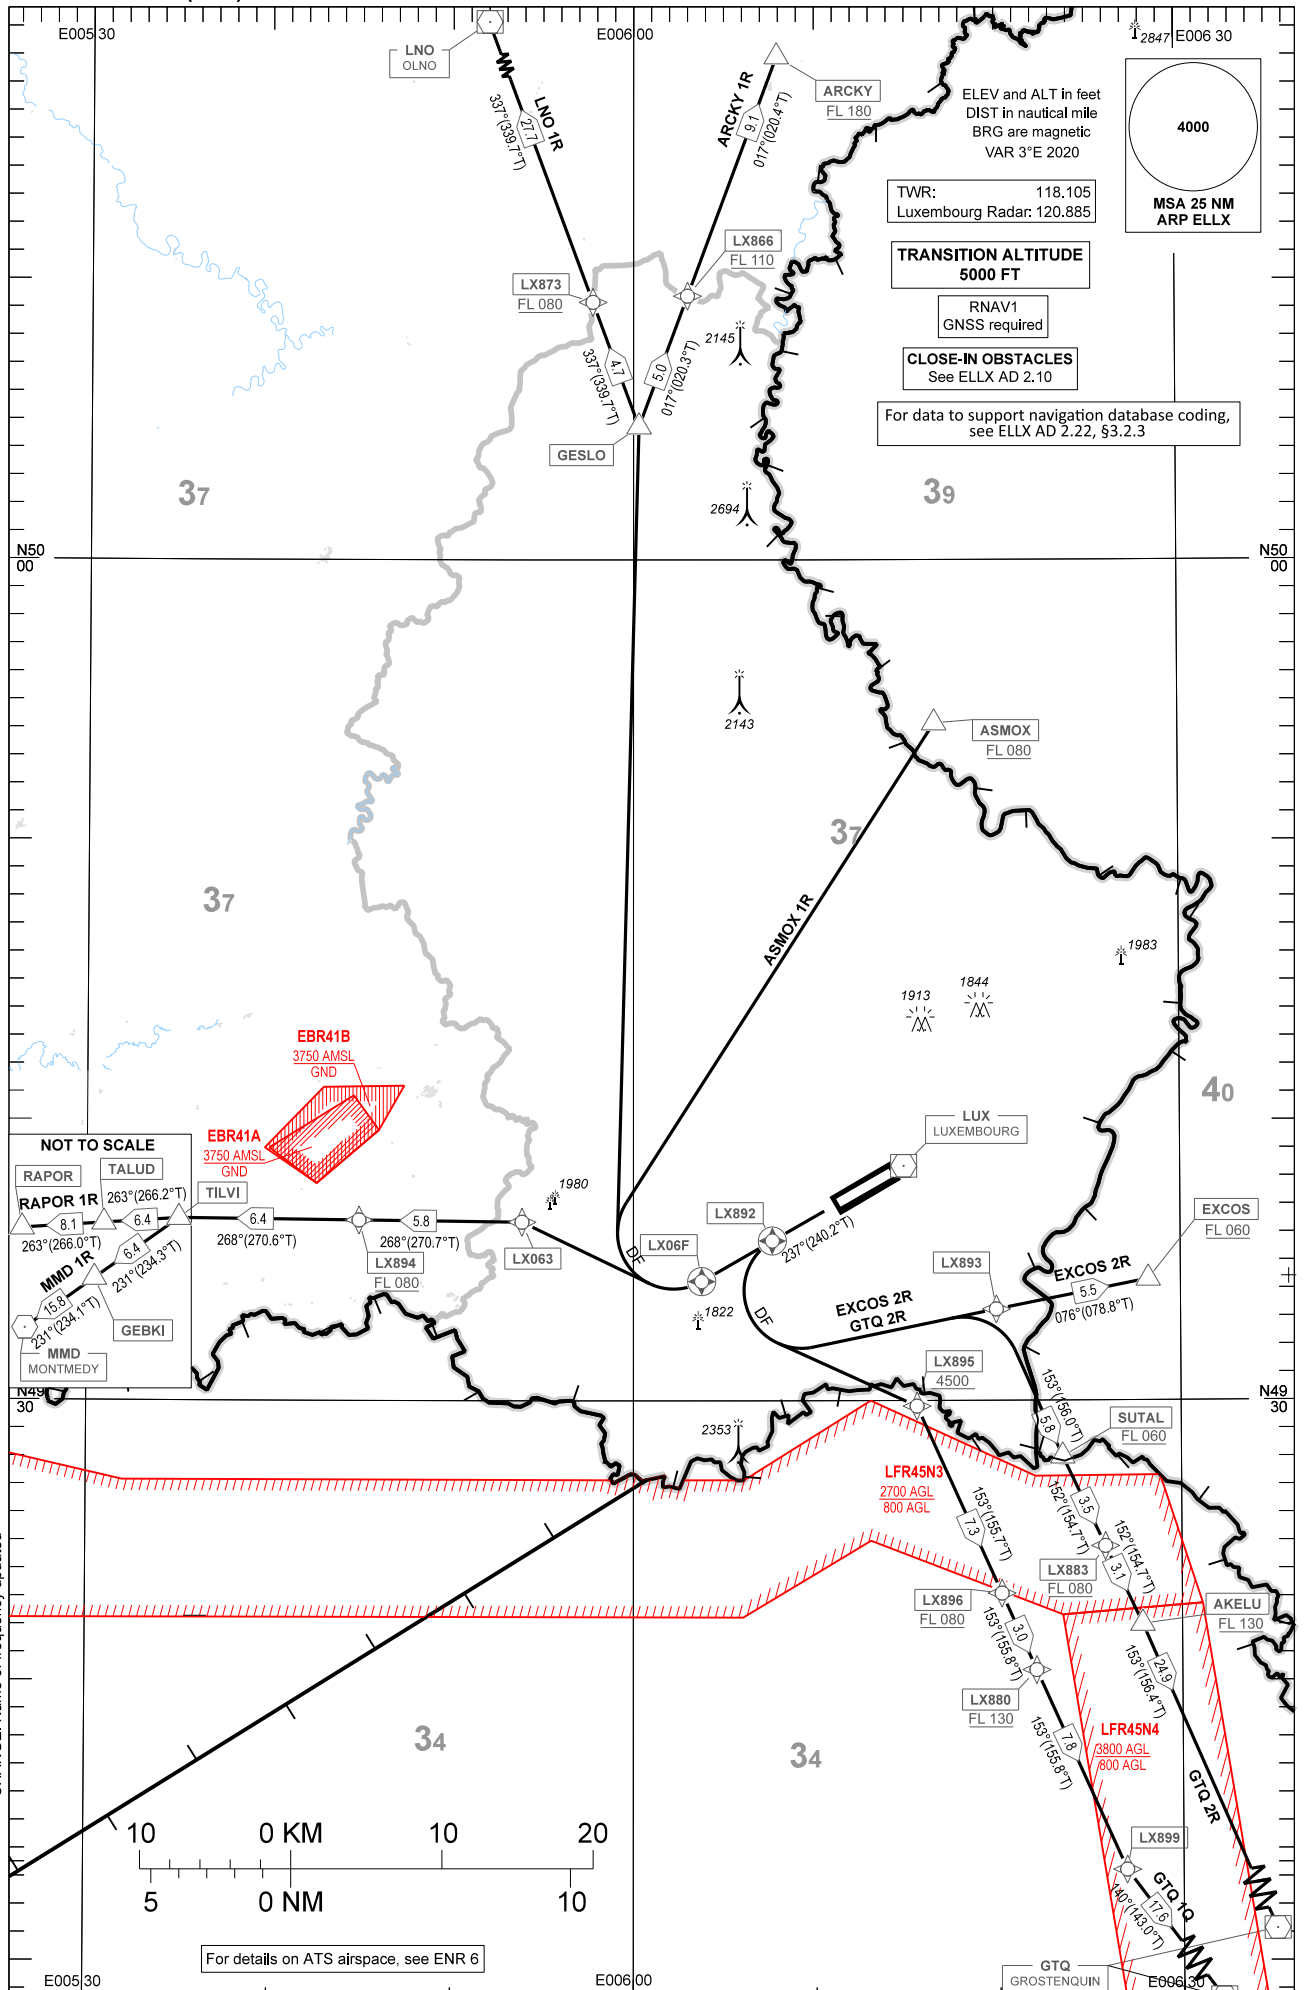 E005 30
E006 00
2847
E006 30
LNO
OLNO
ARCKY
FL 180
ELEV and ALT in feet
DIST in nautical mile
BRG are magnetic
VAR 3°E 2020
4000
MSA 25 NM
ARP ELLX
LNO 1R
27.7
337°(339.7°T)
ARCKY 1R
9.1
017°(020.4°T)
TWR: 118.105
Luxembourg Radar: 120.885
TRANSITION ALTITUDE
5000 FT
RNAV1
GNSS required
CLOSE-IN OBSTACLES
See ELLX AD 2.10
For data to support navigation database coding,
see ELLX AD 2.22, §3.2.3
LX866
FL 110
LX873
FL 080
2145
4.7
337°(339.7°T)
5.0
017°(020.3°T)
GESLO
37
39
2694
N50
00
N50
00
2143
ASMOX
FL 080
37
37
ASMOX 1R
1983
1913
1844
EBR41B
3750 AMSL
GND
40
EBR41A
3750 AMSL
GND
LUX
LUXEMBOURG
NOT TO SCALE
RAPOR
TALUD
TILVI
RAPOR 1R
263°(266.2°T)
8.1
6.4
263°(266.0°T)
MMD 1R
6.4
231°(234.3°T)
15.8
231°(234.1°T)
GEBKI
MMD
MONTMEDY
6.4
268°(270.6°T)
5.8
268°(270.7°T)
LX894
FL 080
LX063
1980
DF
LX06F
LX892
237°(240.2°T)
1822
DF
EXCOS
FL 060
LX893
EXCOS 2R
5.5
076°(078.8°T)
EXCOS 2R
GTQ 2R
LX895
4500
N49
30
N49
30
153°(156.0°T)
5.8
SUTAL
FL 060
2353
LFR45N3
2700 AGL
800 AGL
7.3
153°(155.7°T)
3.5
152°(154.7°T)
152°(154.7°T)
3.1
LX883
FL 080
LX896
FL 080
AKELU
FL 130
3.0
153°(155.8°T)
LX880
FL 130
24.9
153°(156.4°T)
7.8
153°(155.8°T)
LFR45N4
3800 AGL
800 AGL
34
34
GTQ 2R
LX899
GTQ 1Q
17.6
140°(143.0°T)
10 0 KM 10 20
5 0 NM 10
For details on ATS airspace, see ENR 6
GTQ
GROSTENQUIN
E005 30
E006 00
E006 30